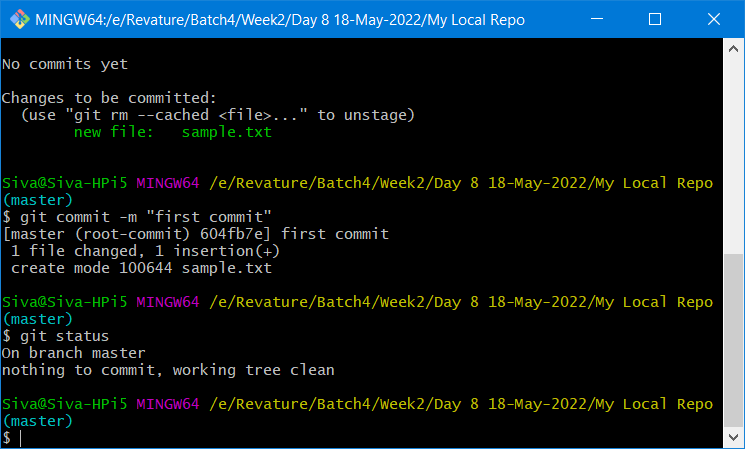 MINGW64:/e/Revature/Batch4/Week2/Day 8 18-May-2022/My Local Repo
No commits yet
Changes to be committed:
  (use "git rm --cached <file>..." to unstage)
        new file:   sample.txt
Siva@Siva-HPi5 MINGW64 /e/Revature/Batch4/Week2/Day 8 18-May-2022/My Local Repo
(master)
$ git commit -m "first commit"
[master (root-commit) 604fb7e] first commit
 1 file changed, 1 insertion(+)
 create mode 100644 sample.txt
Siva@Siva-HPi5 MINGW64 /e/Revature/Batch4/Week2/Day 8 18-May-2022/My Local Repo
(master)
$ git status
On branch master
nothing to commit, working tree clean
Siva@Siva-HPi5 MINGW64 /e/Revature/Batch4/Week2/Day 8 18-May-2022/My Local Repo
(master)
$